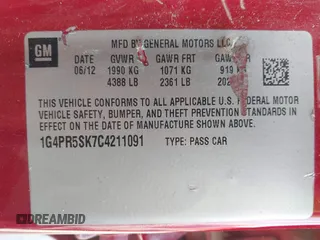 GM
MFD BY GENERAL MOTORS LLC
DATE GVWR GAWR FRT GAWR
06/12 1990 KG 1071 KG 919 KG
4388 LB 2361 LB
THIS VEHICLE CONFORMS TO ALL APPLICABLE U.S. FEDERAL MOTOR
VEHICLE SAFETY, BUMPER, AND THEFT PREVENTION STANDARDS
IN EFFECT ON THE DATE OF MANUFACTURE SHOWN ABOVE.
1G4PR5SK7C4211091 TYPE: PASS CAR
DREAMBID